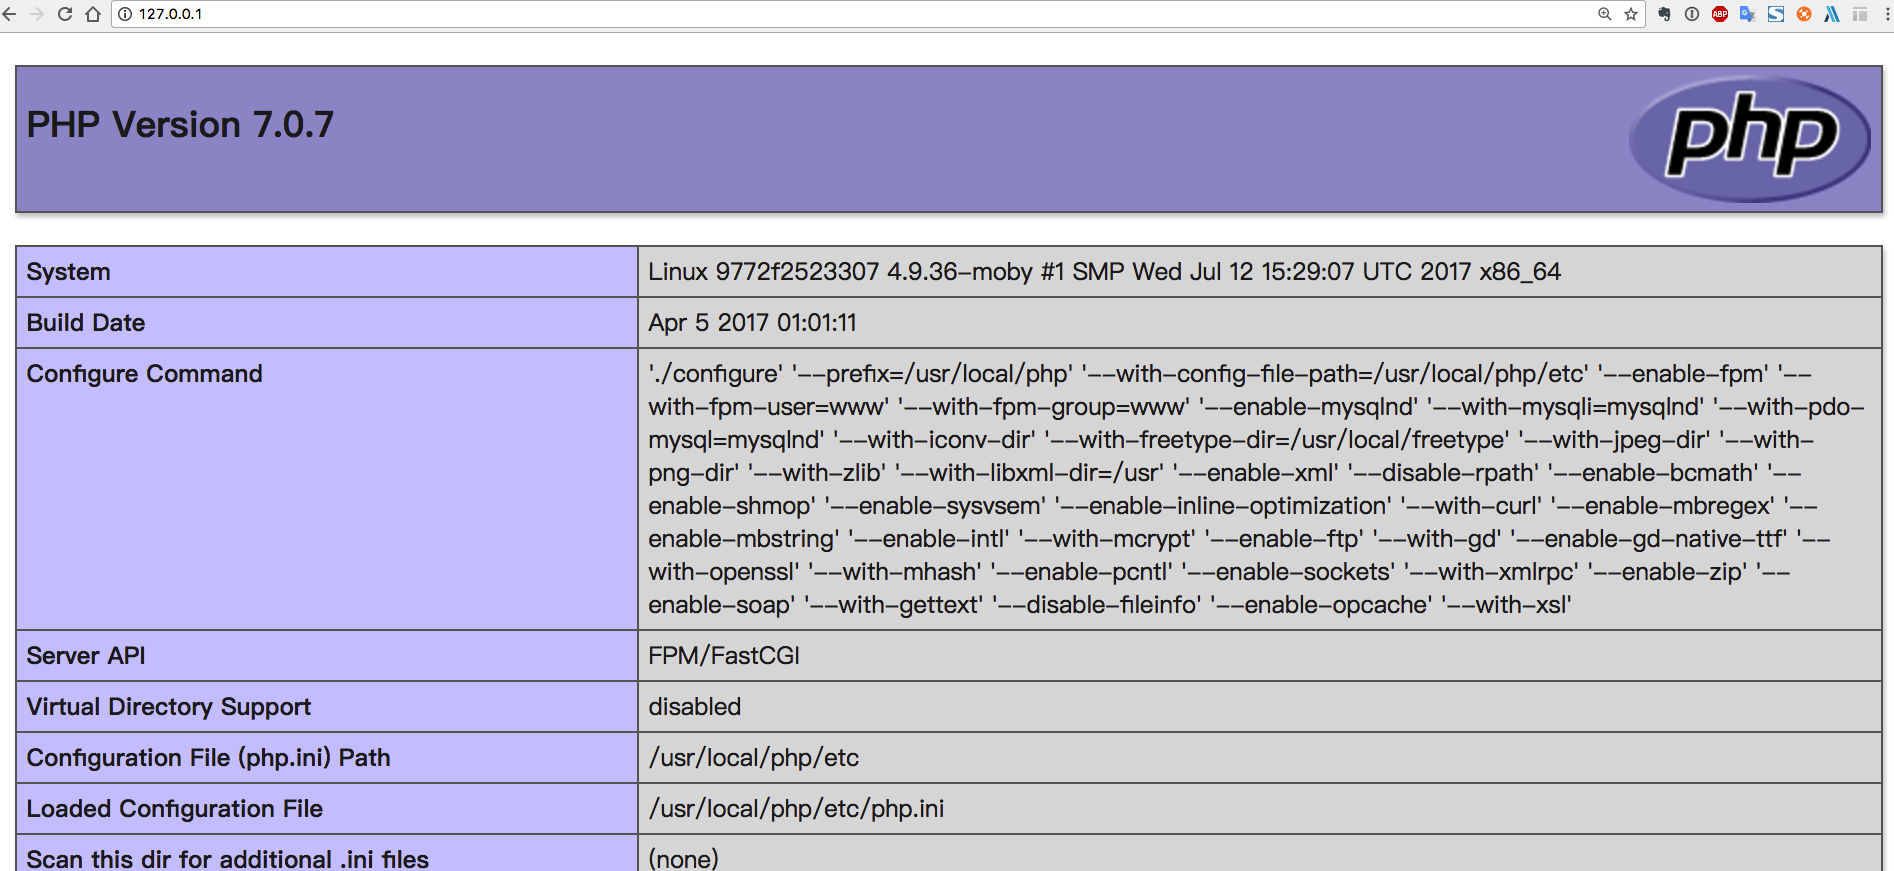 127.0.0.1
ABP
PHP Version 7.0.7
php
System Linux 9772f2523307 4.9.36-moby #1 SMP Wed Jul 12 15:29:07 UTC 2017 x86_64
Build Date Apr 5 2017 01:01:11
Configure Command './configure' '--prefix=/usr/local/php' '--with-config-file-path=/usr/local/php/etc' '--enable-fpm' '--
with-fpm-user=www' '--with-fpm-group=www' '--enable-mysqlnd' '--with-mysqli=mysqlnd' '--with-pdo-
mysql=mysqlnd' '--with-iconv-dir' '--with-freetype-dir=/usr/local/freetype' '--with-jpeg-dir' '--with-
png-dir' '--with-zlib' '--with-libxml-dir=/usr' '--enable-xml' '--disable-rpath' '--enable-bcmath' '--
enable-shmop' '--enable-sysvsem' '--enable-inline-optimization' '--with-curl' '--enable-mbregex' '--
enable-mbstring' '--enable-intl' '--with-mcrypt' '--enable-ftp' '--with-gd' '--enable-gd-native-ttf' '--
with-openssl' '--with-mhash' '--enable-pcntl' '--enable-sockets' '--with-xmlrpc' '--enable-zip' '--
enable-soap' '--with-gettext' '--disable-fileinfo' '--enable-opcache' '--with-xsl'
Server API FPM/FastCGI
Virtual Directory Support disabled
Configuration File (php.ini) Path /usr/local/php/etc
Loaded Configuration File /usr/local/php/etc/php.ini
Scan this dir for additional .ini files (none)